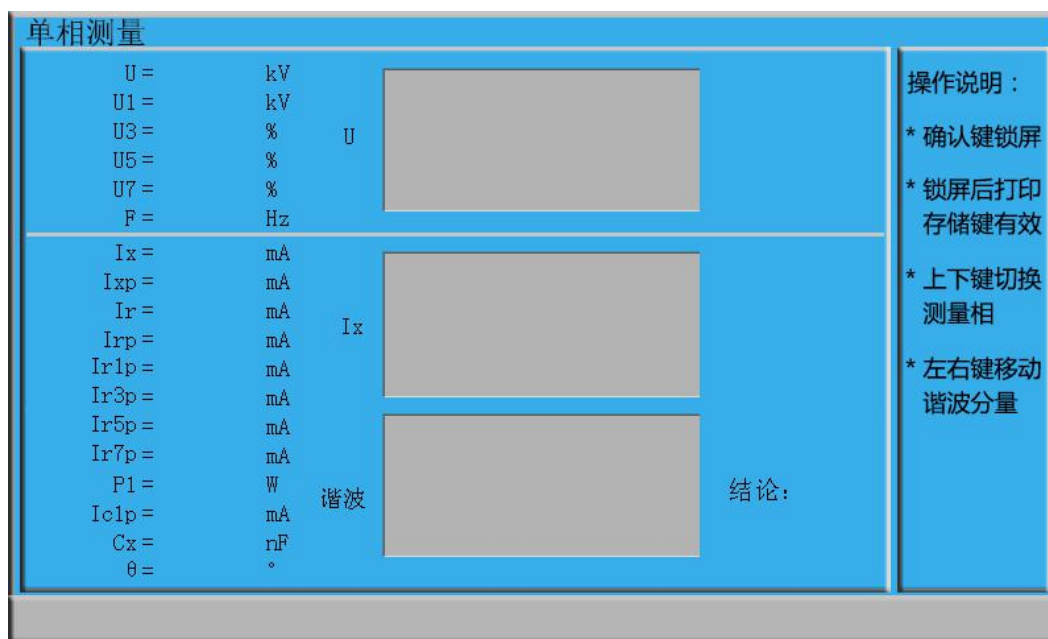 单相测量
U= kV
U1= kV
U3= %
U5= %
U7= %
F= Hz
U
Ix= mA
Ixp= mA
Ir= mA
Irp= mA
Ir1p= mA
Ir3p= mA
Ir5p= mA
Ir7p= mA
P1= W
Ic1p= mA
Cx= nF
θ= °
Ix
谐波
结论:
操作说明：
* 确认键锁屏
* 锁屏后打印
存储键有效
* 上下键切换
测量相
* 左右键移动
谐波分量